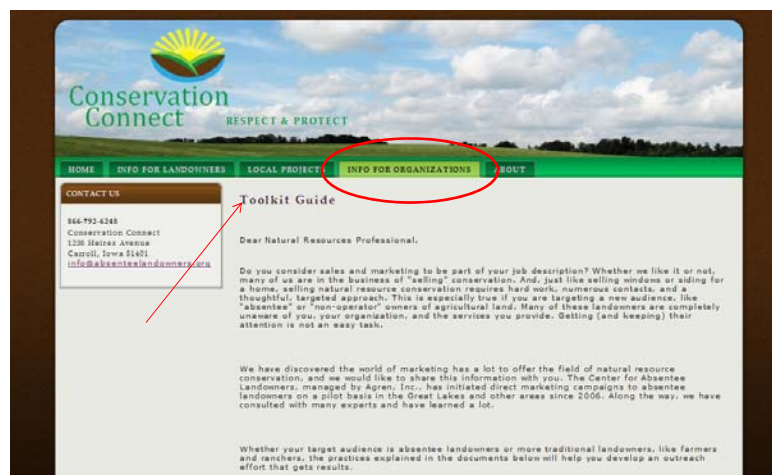 Conservation
Connect
RESPECT & PROTECT
HOME INFO FOR LANDOWNERS LOCAL PROJECTS INFO FOR ORGANIZATIONS ABOUT
CONTACT US
866-792-6248
Conservation Connect
1238 Heires Avenue
Carroll, Iowa 51401
info@absenteelandowners.org
Toolkit Guide
Dear Natural Resources Professional,
Do you consider sales and marketing to be part of your job description? Whether we like it or not,
many of us are in the business of "selling" conservation. And, just like selling windows or siding for
a home, selling natural resource conservation requires hard work, numerous contacts, and a
thoughtful, targeted approach. This is especially true if you are targeting a new audience, like
"absentee" or "non-operator" owners of agricultural land. Many of these landowners are completely
unaware of you, your organization, and the services you provide. Getting (and keeping) their
attention is not an easy task.
We have discovered the world of marketing has a lot to offer the field of natural resource
conservation, and we would like to share this information with you. The Center for Absentee
Landowners, managed by Agren, Inc., has initiated direct marketing campaigns to absentee
landowners on a pilot basis in the Great Lakes and other areas since 2006. Along the way, we have
consulted with many experts and have learned a lot.
Whether your target audience is absentee landowners or more traditional landowners, like farmers
and ranchers, the practices explained in the documents below will help you develop an outreach
effort that gets results.